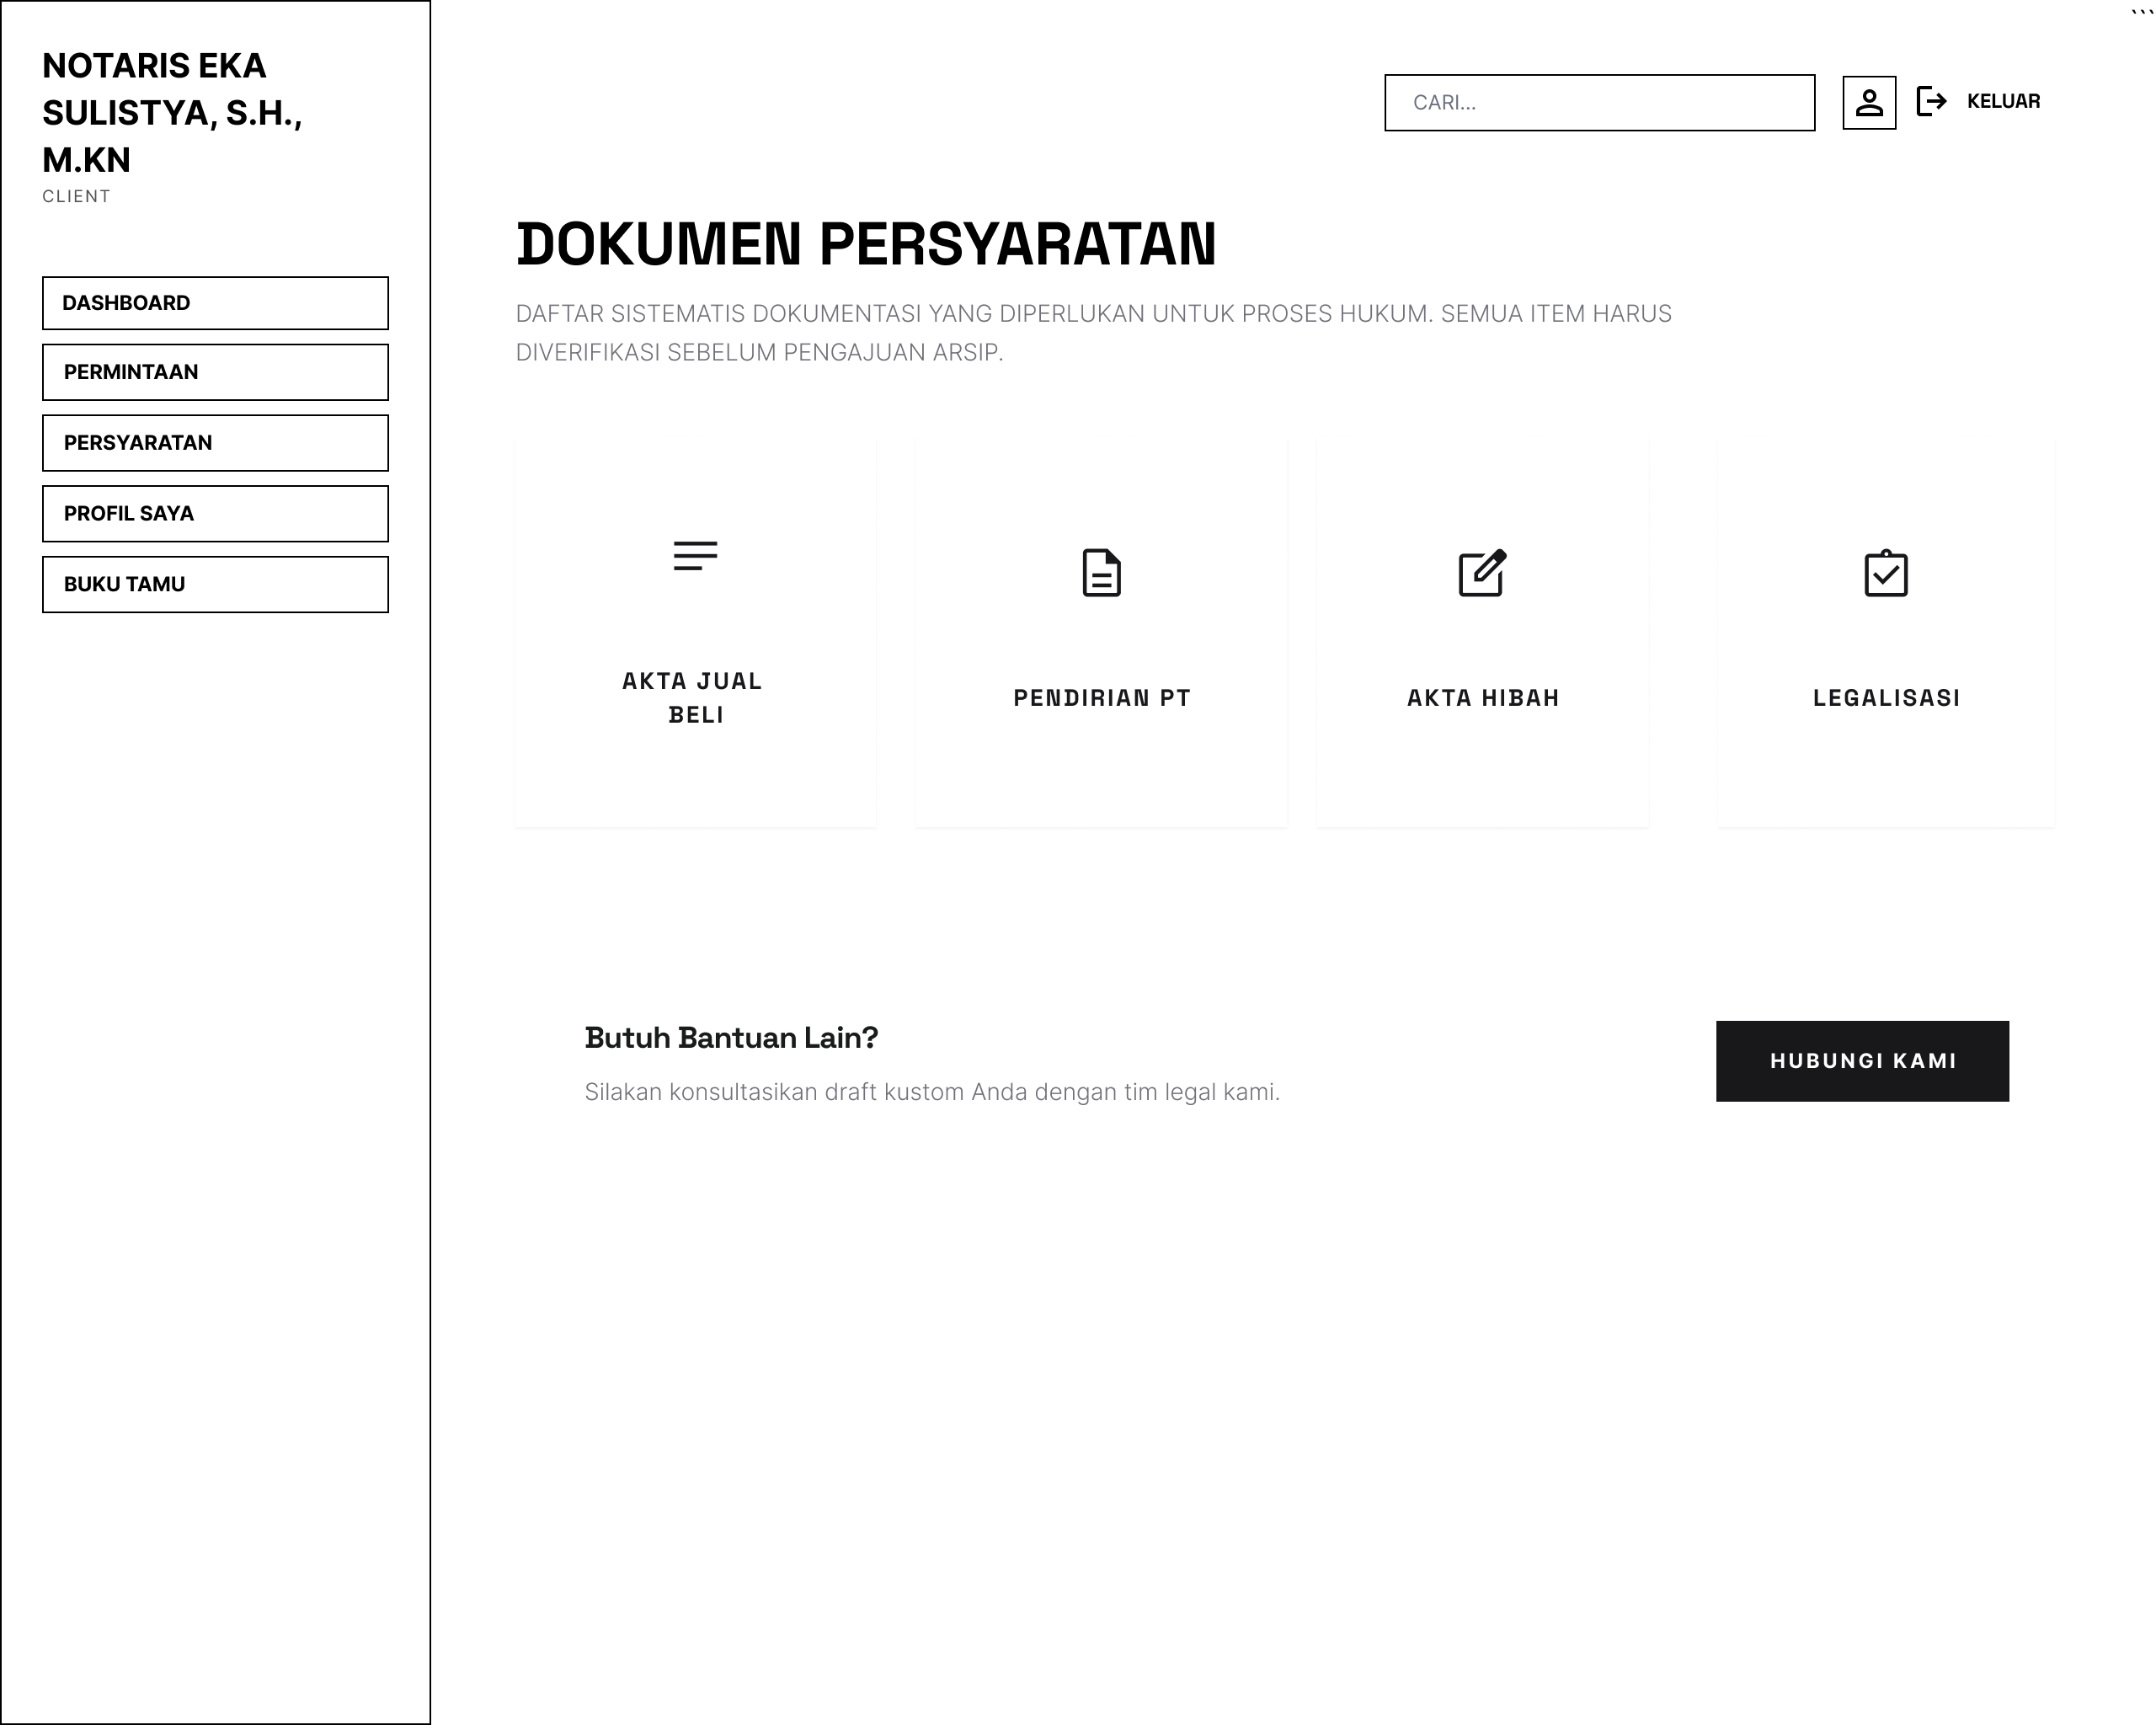 NOTARIS EKA
SULISTYA, S.H.,
M.KN
CLIENT
DASHBOARD
PERMINTAAN
PERSYARATAN
PROFIL SAYA
BUKU TAMU
```
CARI...
KELUAR
DOKUMEN PERSYARATAN
DAFTAR SISTEMATIS DOKUMENTASI YANG DIPERLUKAN UNTUK PROSES HUKUM. SEMUA ITEM HARUS
DIVERIFIKASI SEBELUM PENGAJUAN ARSIP.
AKTA JUAL
BELI
PENDIRIAN PT
AKTA HIBAH
LEGALISASI
Butuh Bantuan Lain?
Silakan konsultasikan draft kustom Anda dengan tim legal kami.
HUBUNGI KAMI